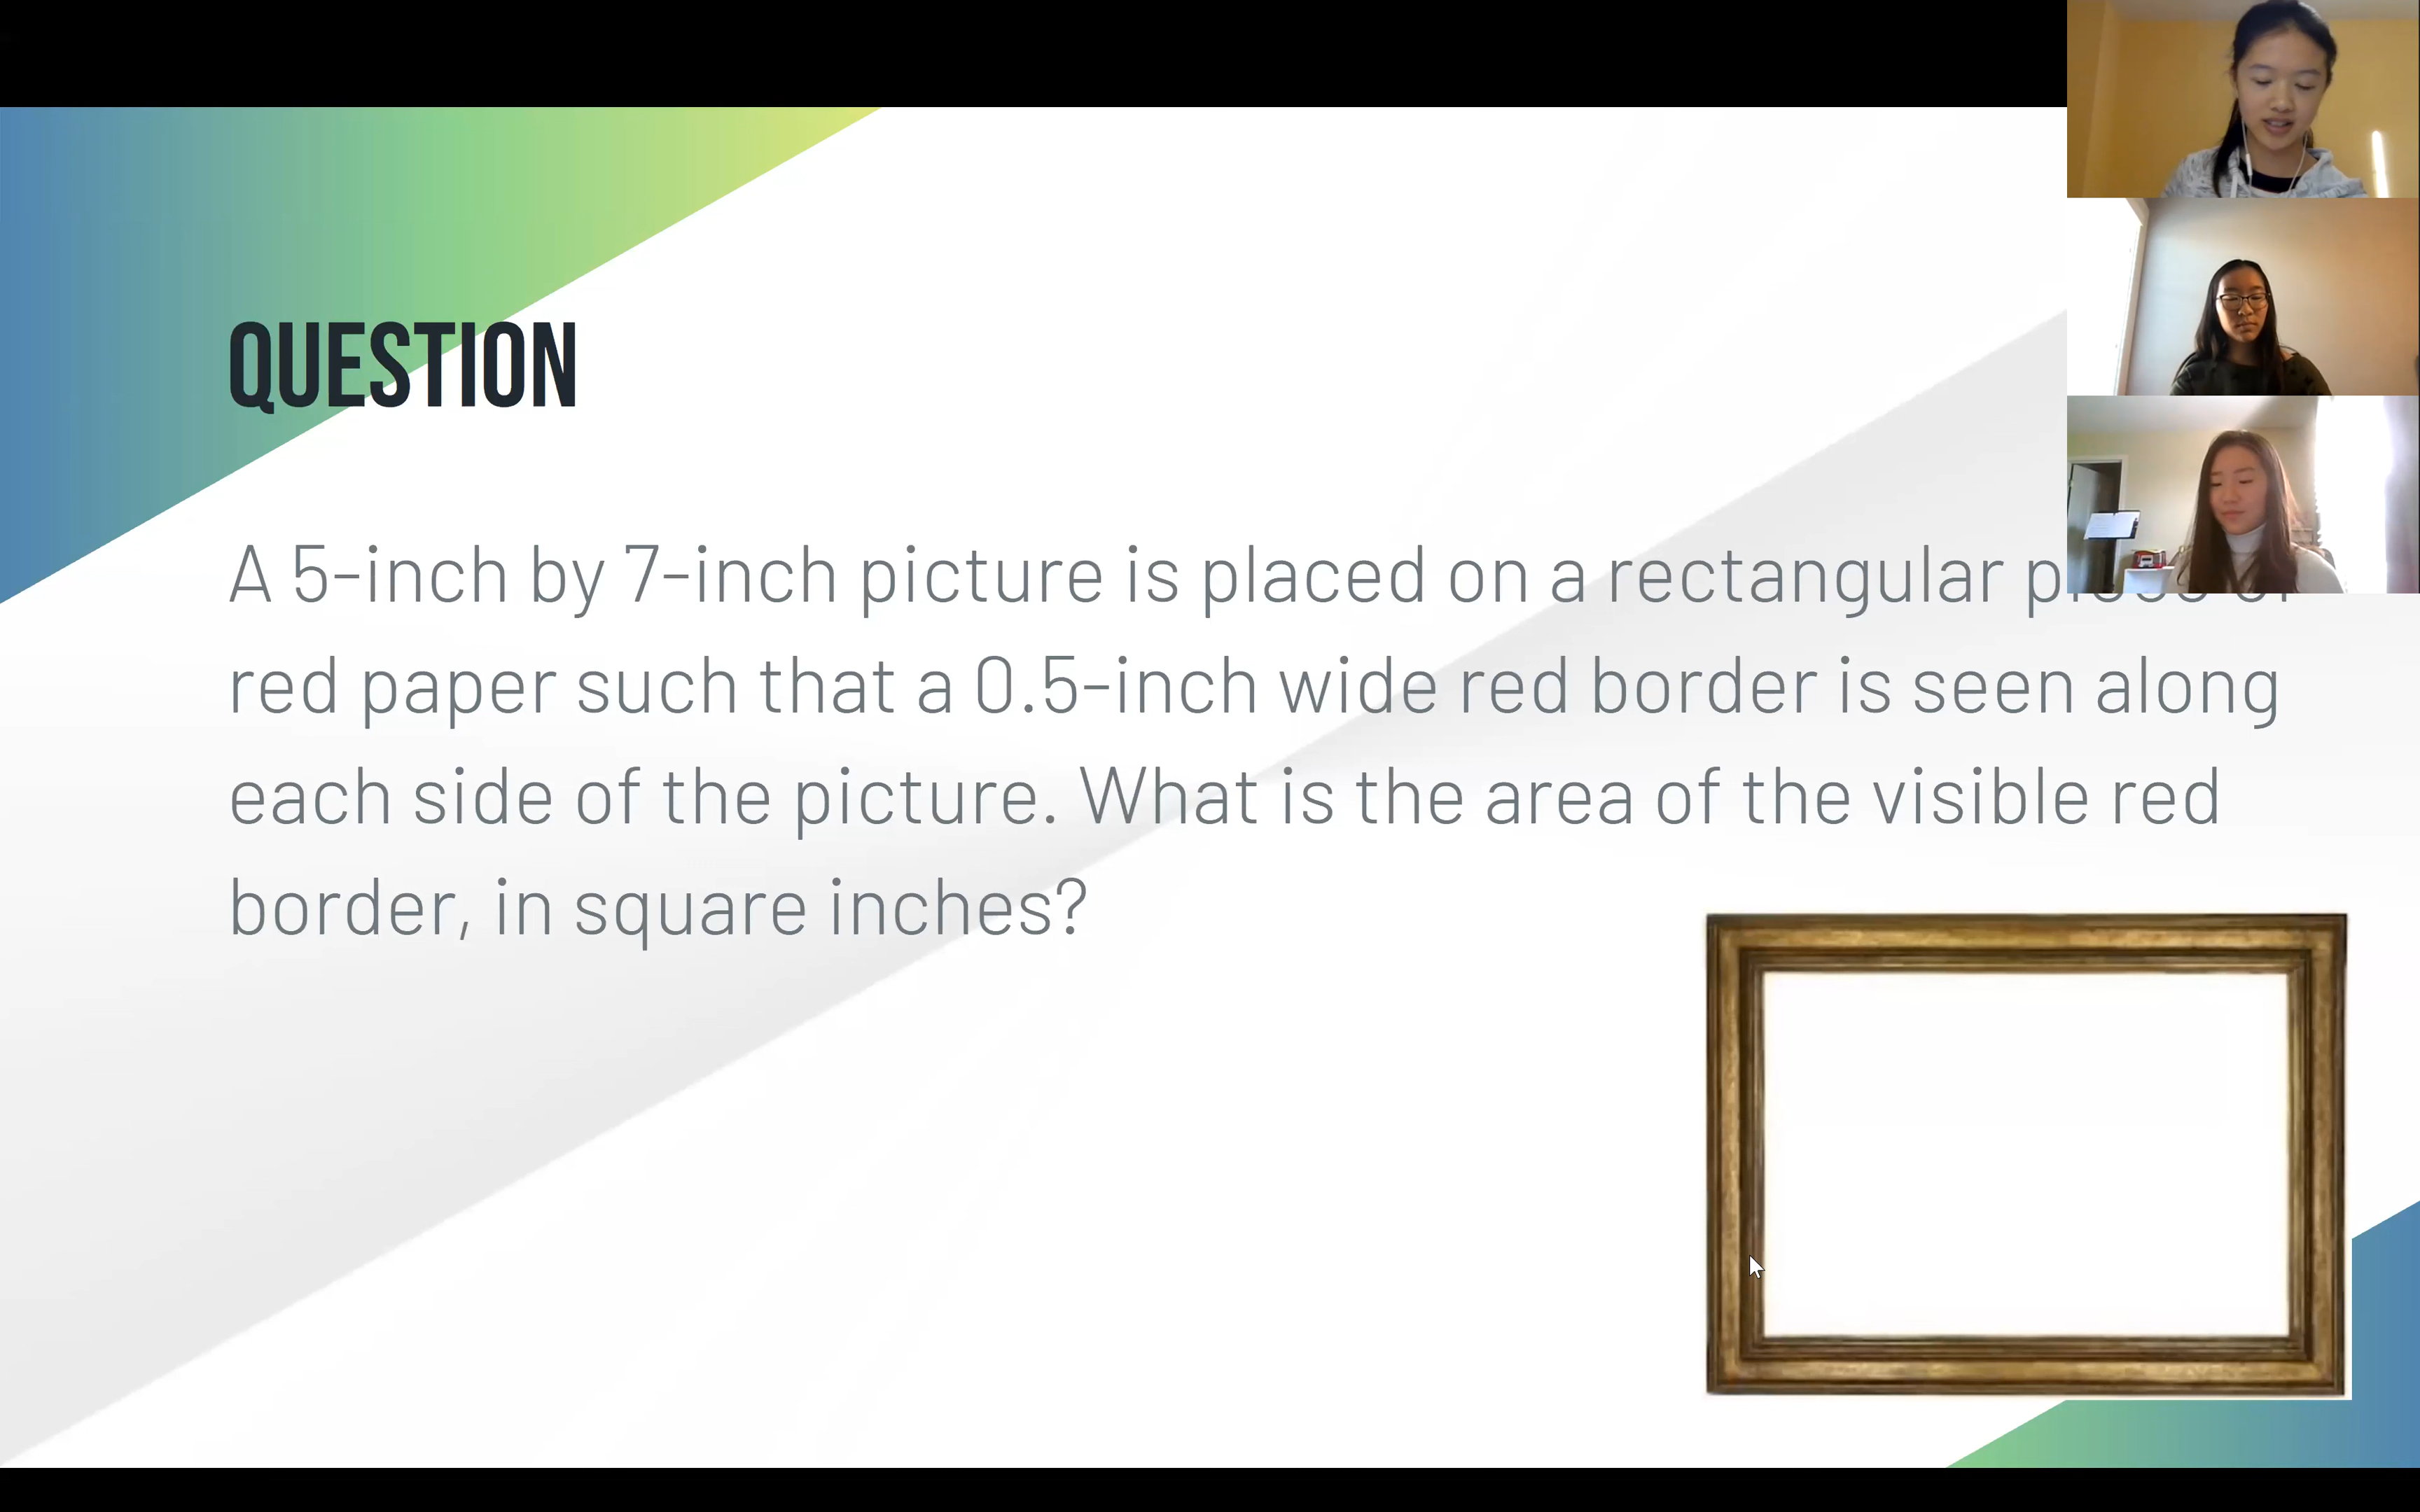 QUESTION
A 5-inch by 7-inch picture is placed on a rectangular
red paper such that a 0.5-inch wide red border is seen along
each side of the picture. What is the area of the visible red
border, in square inches?